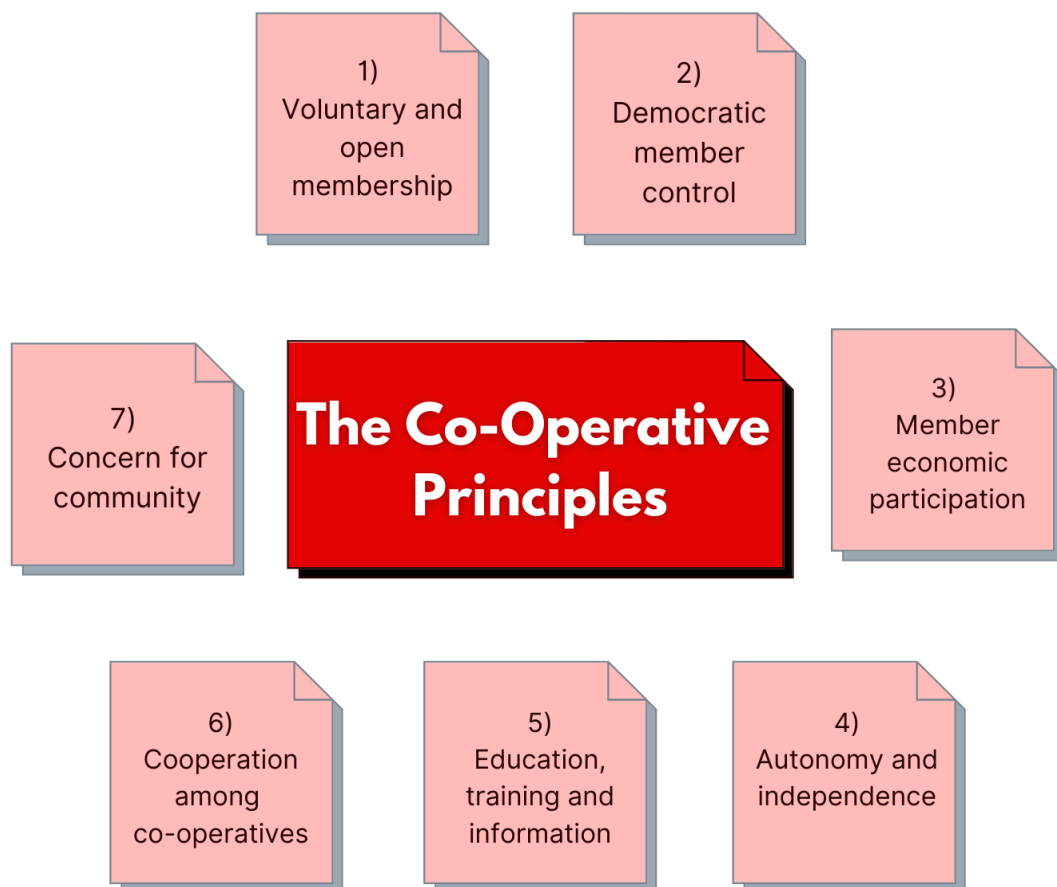 1)
Voluntary and
open
membership
2)
Democratic
member
control
The Co-Operative
Principles
3)
Member
economic
participation
4)
Autonomy and
independence
5)
Education,
training and
information
6)
Cooperation
among
co-operatives
7)
Concern for
community